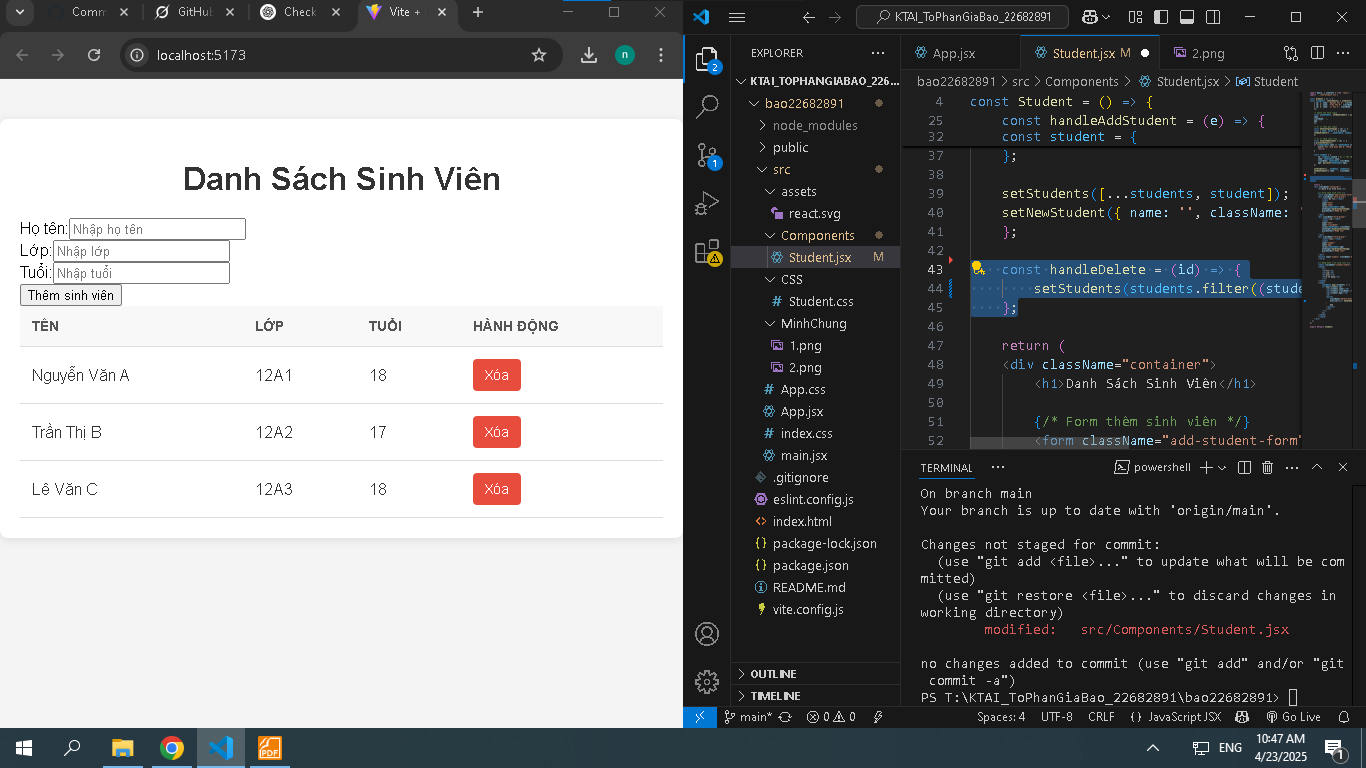 Comm
GitHub
Check
Vite +
localhost:5173
n
Danh Sách Sinh Viên
Họ tên: Nhập họ tên
Lớp: Nhập lớp
Tuổi: Nhập tuổi
Thêm sinh viên
TÊN LỚP TUỔI HÀNH ĐỘNG
Nguyễn Văn A 12A1 18 Xóa
Trần Thị B 12A2 17 Xóa
Lê Văn C 12A3 18 Xóa
KTAI_ToPhanGiaBao_22682891
2
1
EXPLORER
KTAI_TOPHANGIABAO_226...
bao22682891
node_modules
public
src
assets
react.svg
Components
Student.jsx M
CSS
Student.css
MinhChung
1.png
2.png
App.css
App.jsx
index.css
main.jsx
.gitignore
eslint.config.js
index.html
package-lock.json
package.json
README.md
vite.config.js
OUTLINE
TIMELINE
App.jsx
Student.jsx M
2.png
bao22682891 > src > Components > Student.jsx > Student
4 const Student = () => {
25 const handleAddStudent = (e) => {
32 const student = {
37 };
38
39 setStudents([...students, student]);
40 setNewStudent({ name: '', className: '
41 };
42
43 const handleDelete = (id) => {
44 setStudents(students.filter((stude
45 };
46
47 return (
48 <div className="container">
49 <h1>Danh Sách Sinh Viên</h1>
50
51 {/* Form thêm sinh viên */}
52 <form className="add-student-form"
TERMINAL
powershell
On branch main
Your branch is up to date with 'origin/main'.
Changes not staged for commit:
(use "git add <file>..." to update what will be com
mitted)
(use "git restore <file>..." to discard changes in
working directory)
modified: src/Components/Student.jsx
no changes added to commit (use "git add" and/or "git
commit -a")
PS T:\KTAI_ToPhanGiaBao_22682891\bao22682891>
main* 0 0 Spaces: 4 UTF-8 CRLF {} JavaScript JSX Go Live
PDF
ENG
10:47 AM
4/23/2025
1